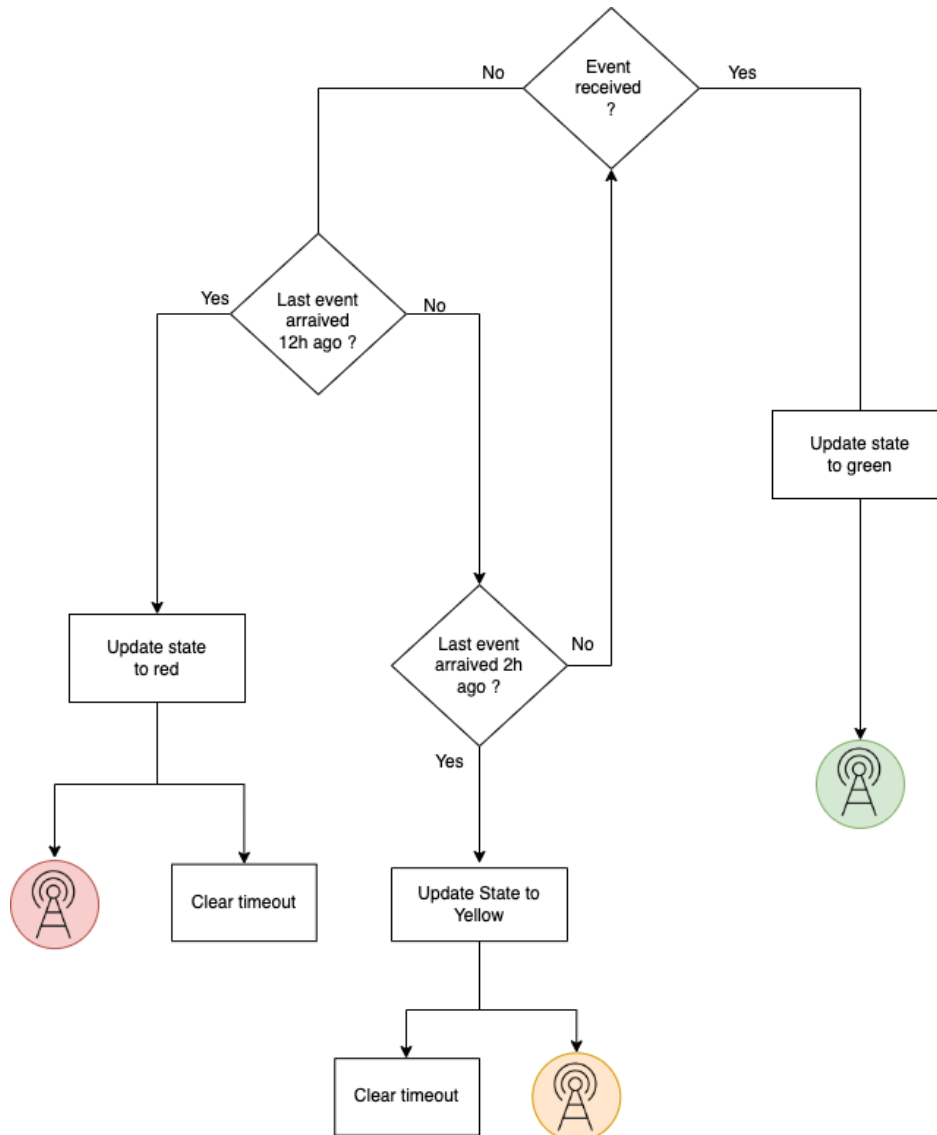 No
Event
received
?
Yes
Yes
Last event
arraived
12h ago ?
No
Update state
to green
Update state
to red
Last event
arraived 2h
ago ?
No
Yes
Clear timeout
Update State to
Yellow
Clear timeout